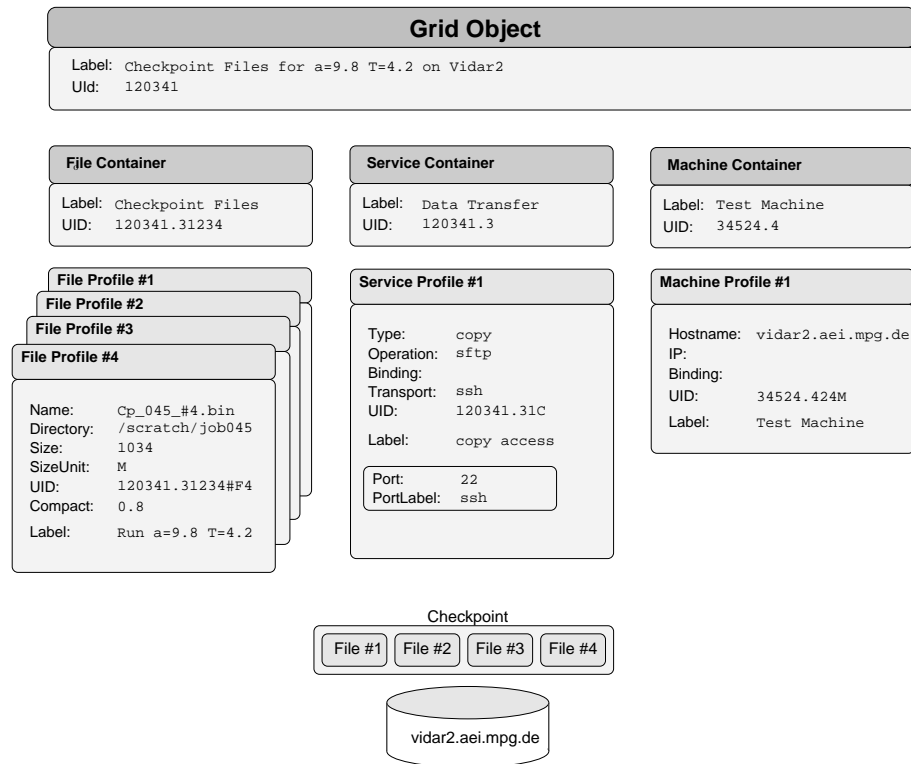 Grid Object
Label: Checkpoint Files for a=9.8 T=4.2 on Vidar2
UId: 120341
File Container
Label: Checkpoint Files
UID: 120341.31234
Service Container
Label: Data Transfer
UID: 120341.3
Machine Container
Label: Test Machine
UID: 34524.4
File Profile #1
File Profile #2
File Profile #3
File Profile #4
Name: Cp_045_#4.bin
Directory: /scratch/job045
Size: 1034
SizeUnit: M
UID: 120341.31234#F4
Compact: 0.8
Label: Run a=9.8 T=4.2
Service Profile #1
Type: copy
Operation: sftp
Binding:
Transport: ssh
UID: 120341.31C
Label: copy access
Port: 22
PortLabel: ssh
Machine Profile #1
Hostname: vidar2.aei.mpg.de
IP:
Binding:
UID: 34524.424M
Label: Test Machine
Checkpoint
File #1 File #2 File #3 File #4
vidar2.aei.mpg.de